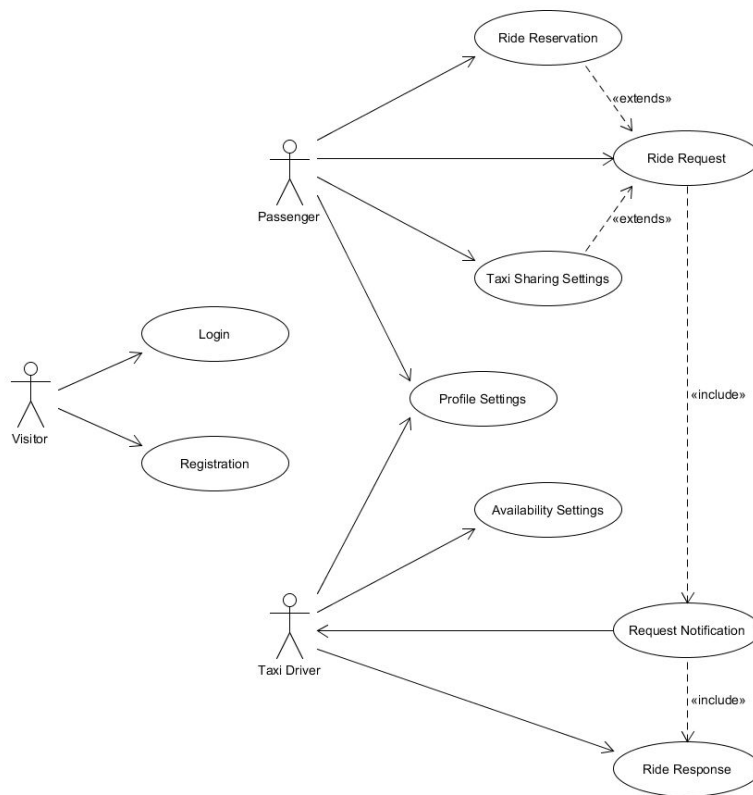 Ride Reservation
«extends»
Ride Request
Passenger
«extends»
Taxi Sharing Settings
Login
Profile Settings
«include»
Visitor
Registration
Availability Settings
Request Notification
Taxi Driver
«include»
Ride Response